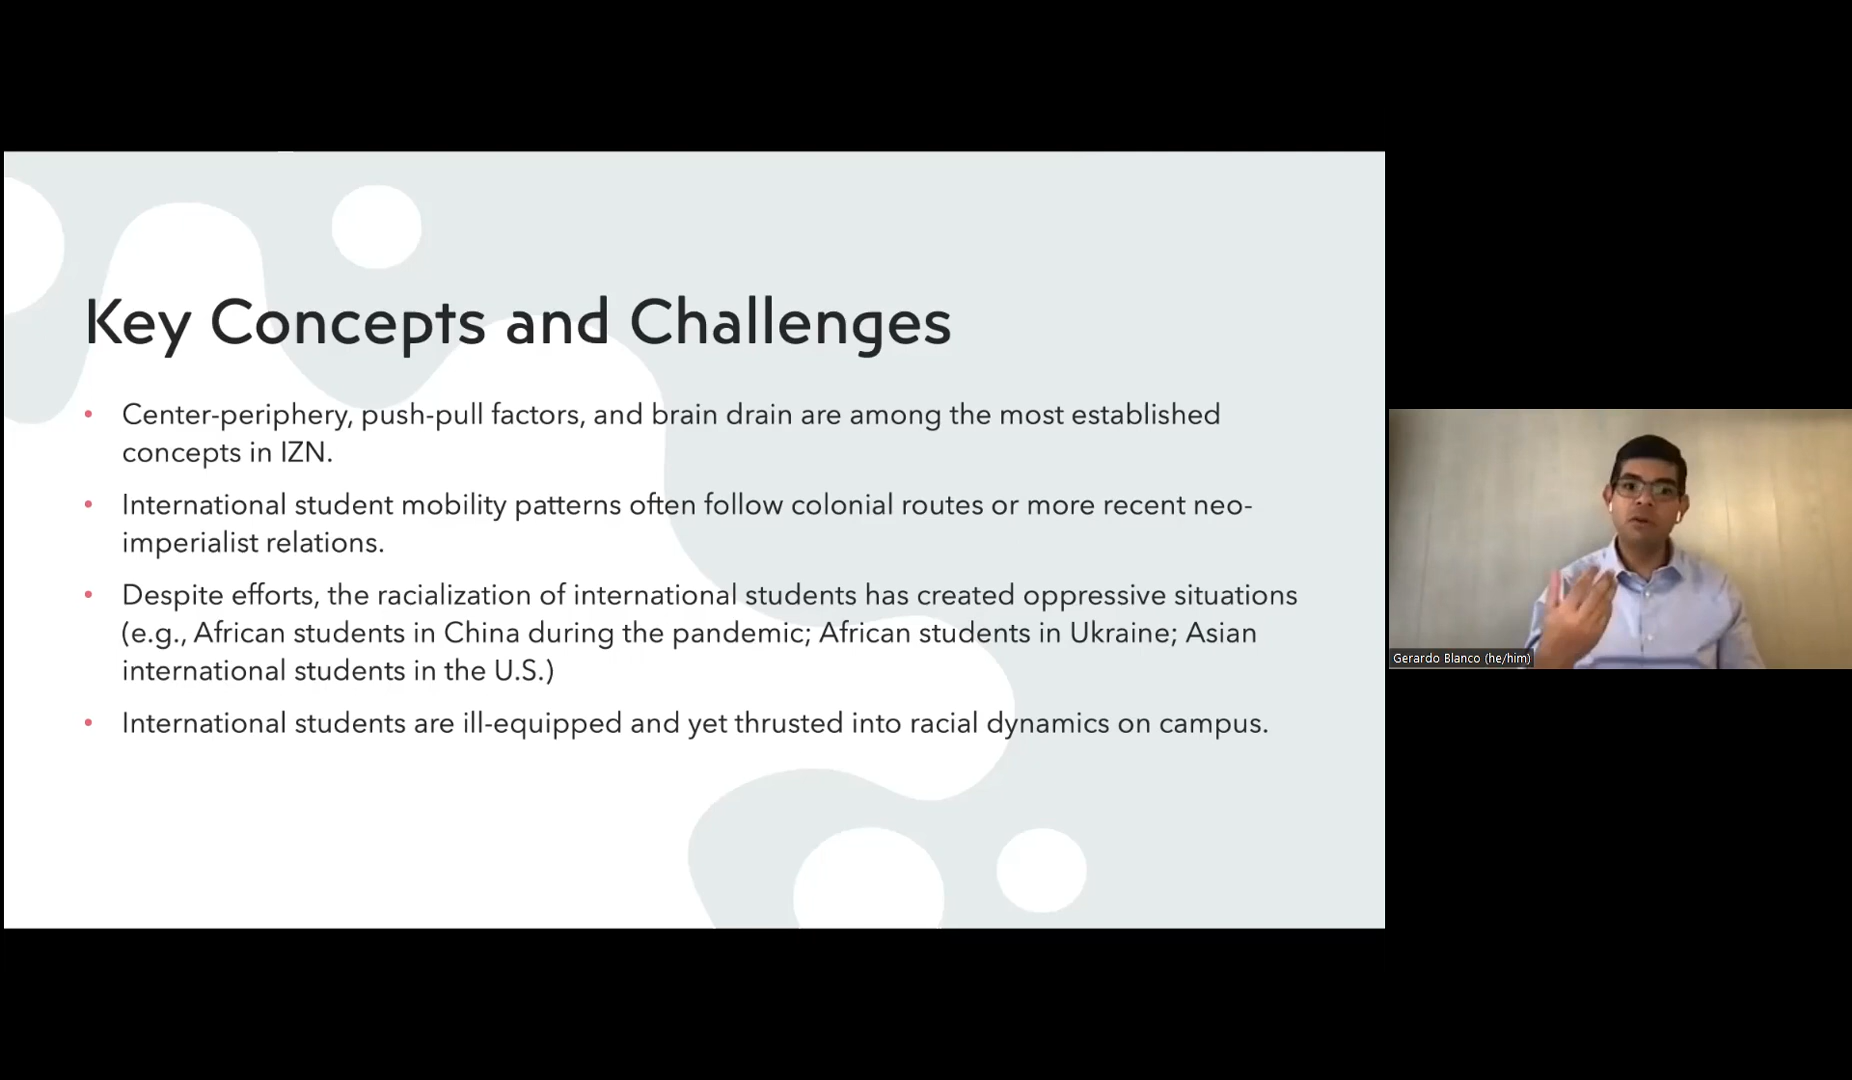 Key Concepts and Challenges
• Center-periphery, push-pull factors, and brain drain are among the most established
concepts in IZN.
• International student mobility patterns often follow colonial routes or more recent neo-
imperialist relations.
• Despite efforts, the racialization of international students has created oppressive situations
(e.g., African students in China during the pandemic; African students in Ukraine; Asian
international students in the U.S.)
• International students are ill-equipped and yet thrusted into racial dynamics on campus.
Gerardo Blanco (he/him)